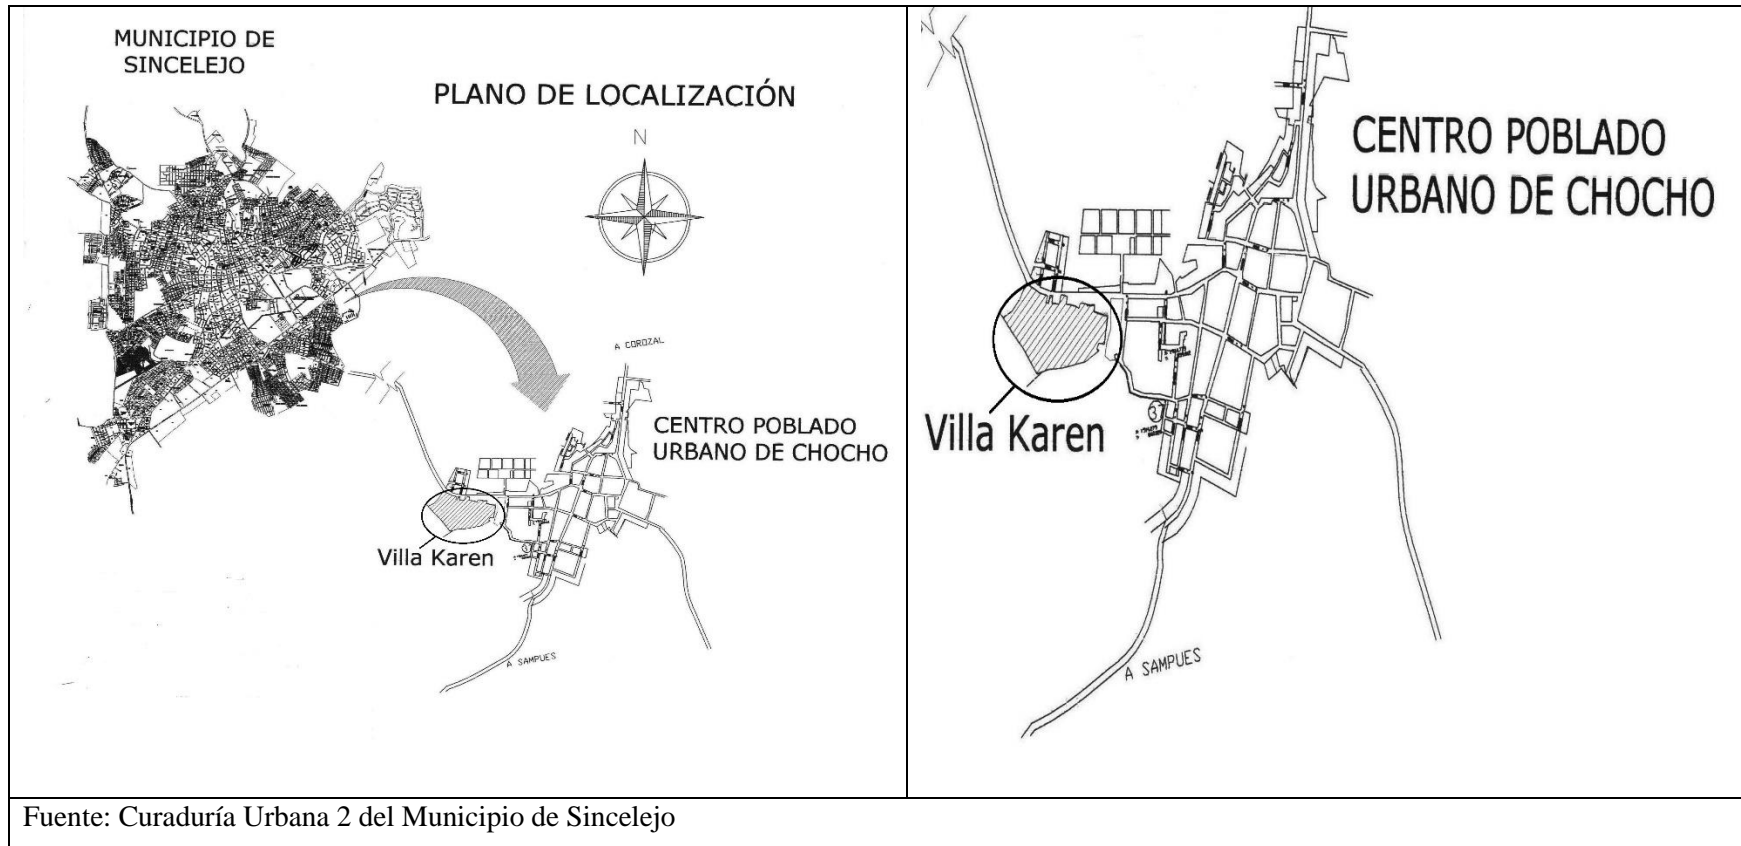 MUNICIPIO DE
SINCELEJO
PLANO DE LOCALIZACIÓN
N
A COROZAL
CENTRO POBLADO
URBANO DE CHOCHO
Villa Karen
A SAMPUES
CENTRO POBLADO
URBANO DE CHOCHO
Villa Karen
A SAMPUES
Fuente: Curaduría Urbana 2 del Municipio de Sincelejo